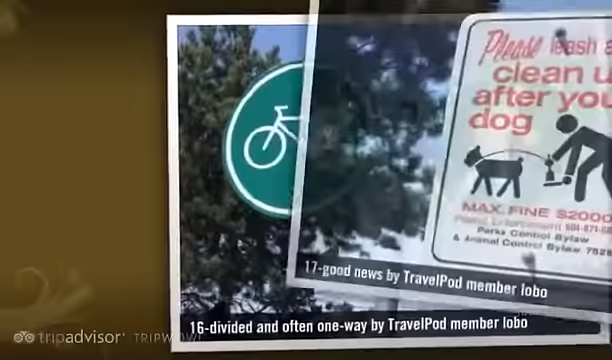 Please leash a
clean u
after you
dog
MAX. FINE $2000
Parks Control Bylaw
& Animal Control Bylaw
17-good news by TravelPod member lobo
16-divided and often one-way by TravelPod member lobo
tripadvisor TRIPWOW!